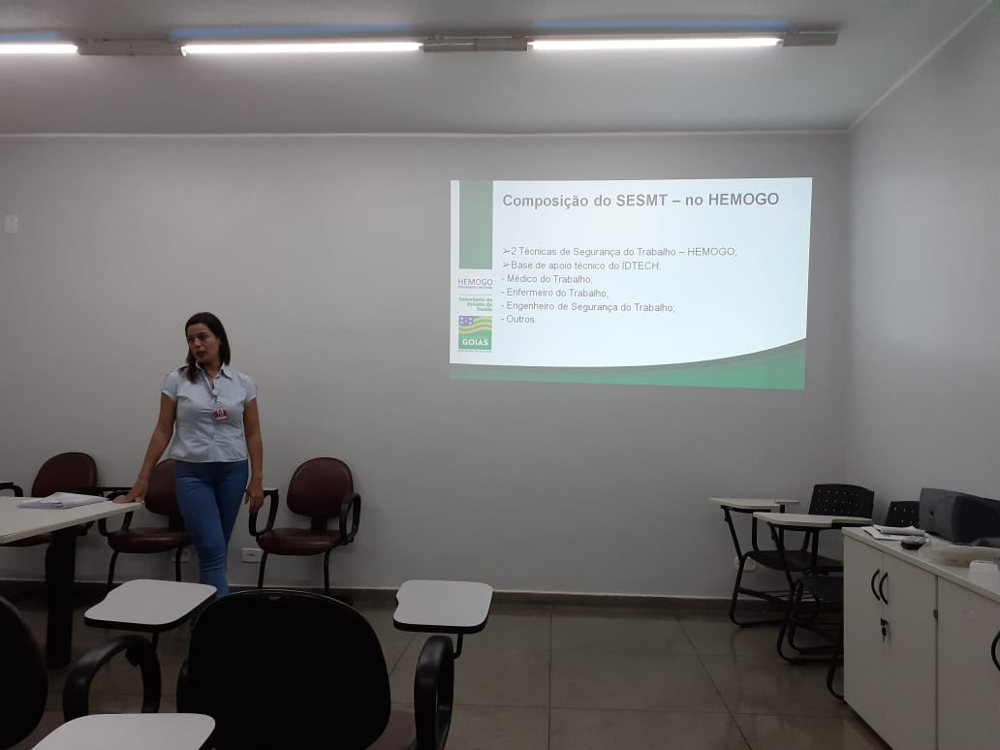 Composição do SESMT – no HEMOGO
➢2 Técnicas de Segurança do Trabalho – HEMOGO;
➢Base de apoio técnico do IDTECH:
- Médico do Trabalho;
- Enfermeiro do Trabalho;
- Engenheiro de Segurança do Trabalho;
- Outros.
HEMOGO
Secretaria de
Estado da
Saúde
GOIÁS